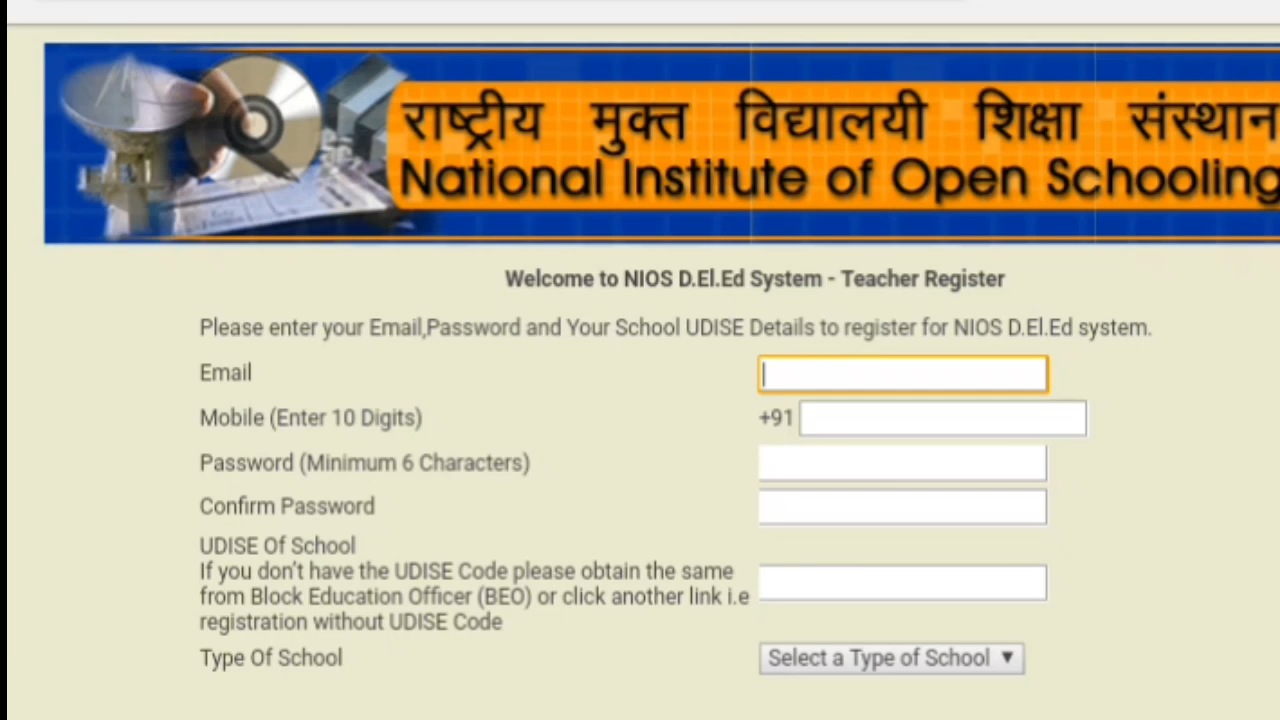 राष्ट्रीय मुक्त विद्यालयी शिक्षा संस्थान
National Institute of Open Schooling
Welcome to NIOS D.El.Ed System - Teacher Register
Please enter your Email,Password and Your School UDISE Details to register for NIOS D.El.Ed system.
Email
Mobile (Enter 10 Digits) +91
Password (Minimum 6 Characters)
Confirm Password
UDISE Of School
If you don't have the UDISE Code please obtain the same
from Block Education Officer (BEO) or click another link i.e
registration without UDISE Code
Type Of School Select a Type of School ▼